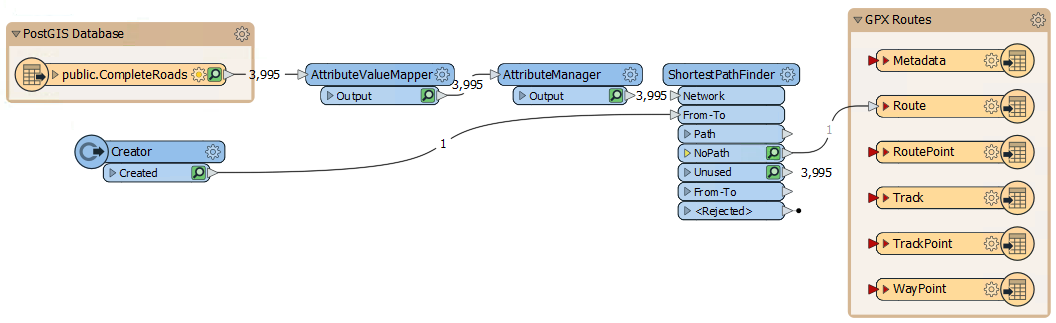 PostGIS Database
public.CompleteRoads
3,995
AttributeValueMapper
Output
3,995
AttributeManager
Output
3,995
ShortestPathFinder
Network
From-To
Path
NoPath
Unused
3,995
From-To
<Rejected>
Creator
Created
1
1
GPX Routes
Metadata
Route
RoutePoint
Track
TrackPoint
WayPoint